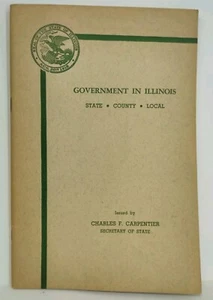 GOVERNMENT IN ILLINOIS
STATE • COUNTY • LOCAL
issued by
CHARLES F. CARPENTIER
SECRETARY OF STATE